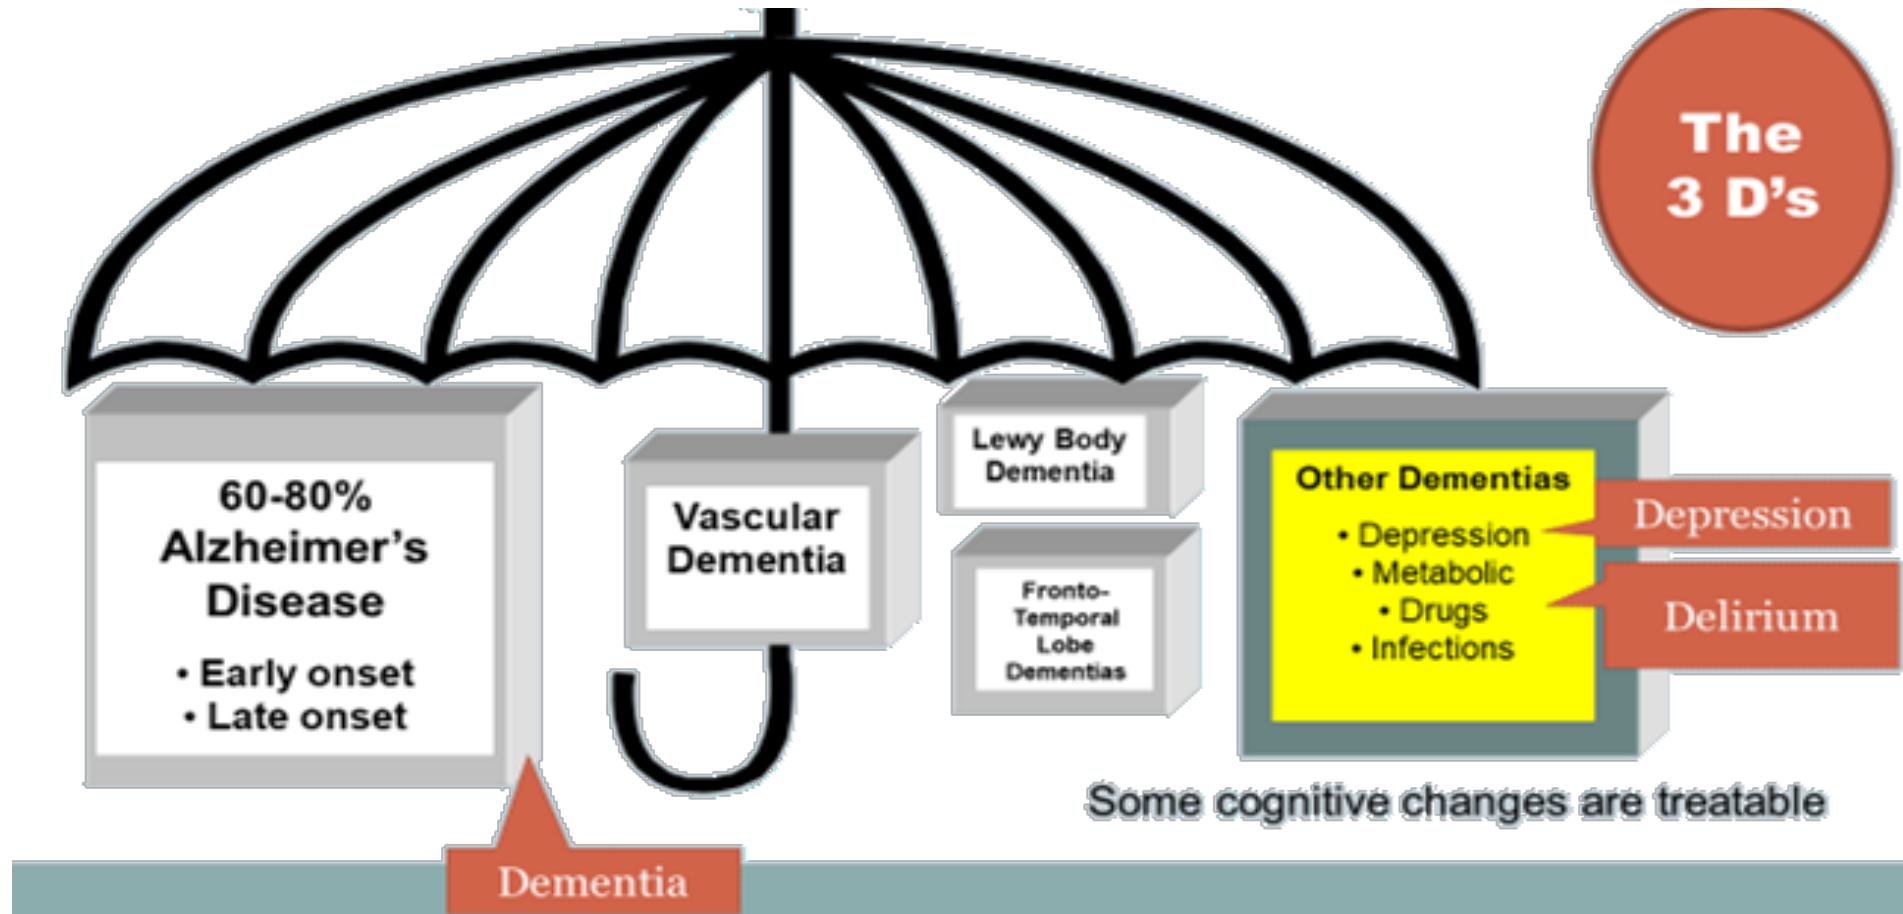 The
3 D’s
60-80%
Alzheimer’s
Disease
• Early onset
• Late onset
Vascular
Dementia
Lewy Body
Dementia
Fronto-
Temporal
Lobe
Dementias
Other Dementias
• Depression
• Metabolic
• Drugs
• Infections
Depression
Delirium
Some cognitive changes are treatable
Dementia